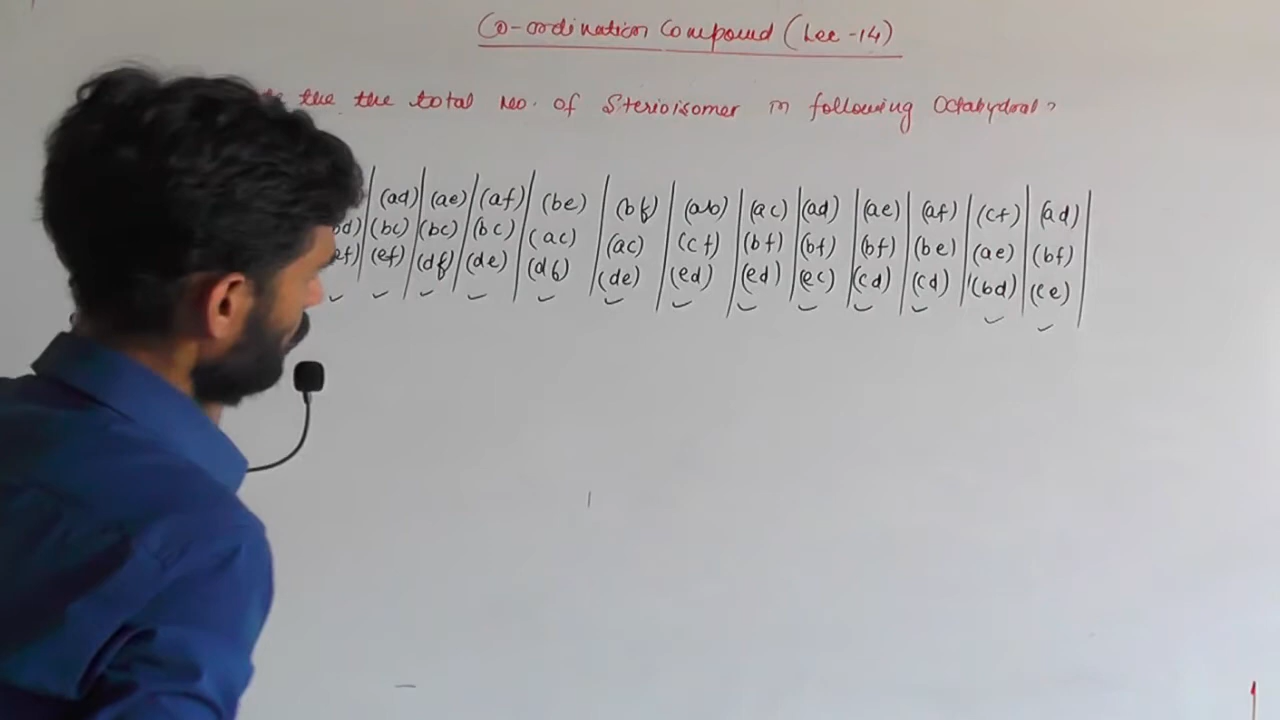 Co-ordination Compound (Lec-14)
the the total no. of Sterioisomer in following Octahydral?
(ad) (ae) (af) (be) (bf) (ab) (ac) (ad) (ae) (af) (cf) (ad)
bd) (bc) (bc) (bc) (ac) (ac) (cf) (bf) (bf) (bf) (be) (ae) (bf)
ef) (ef) (df) (de) (df) (de) (ed) (ed) (ec) (cd) (cd) (bd) (ce)